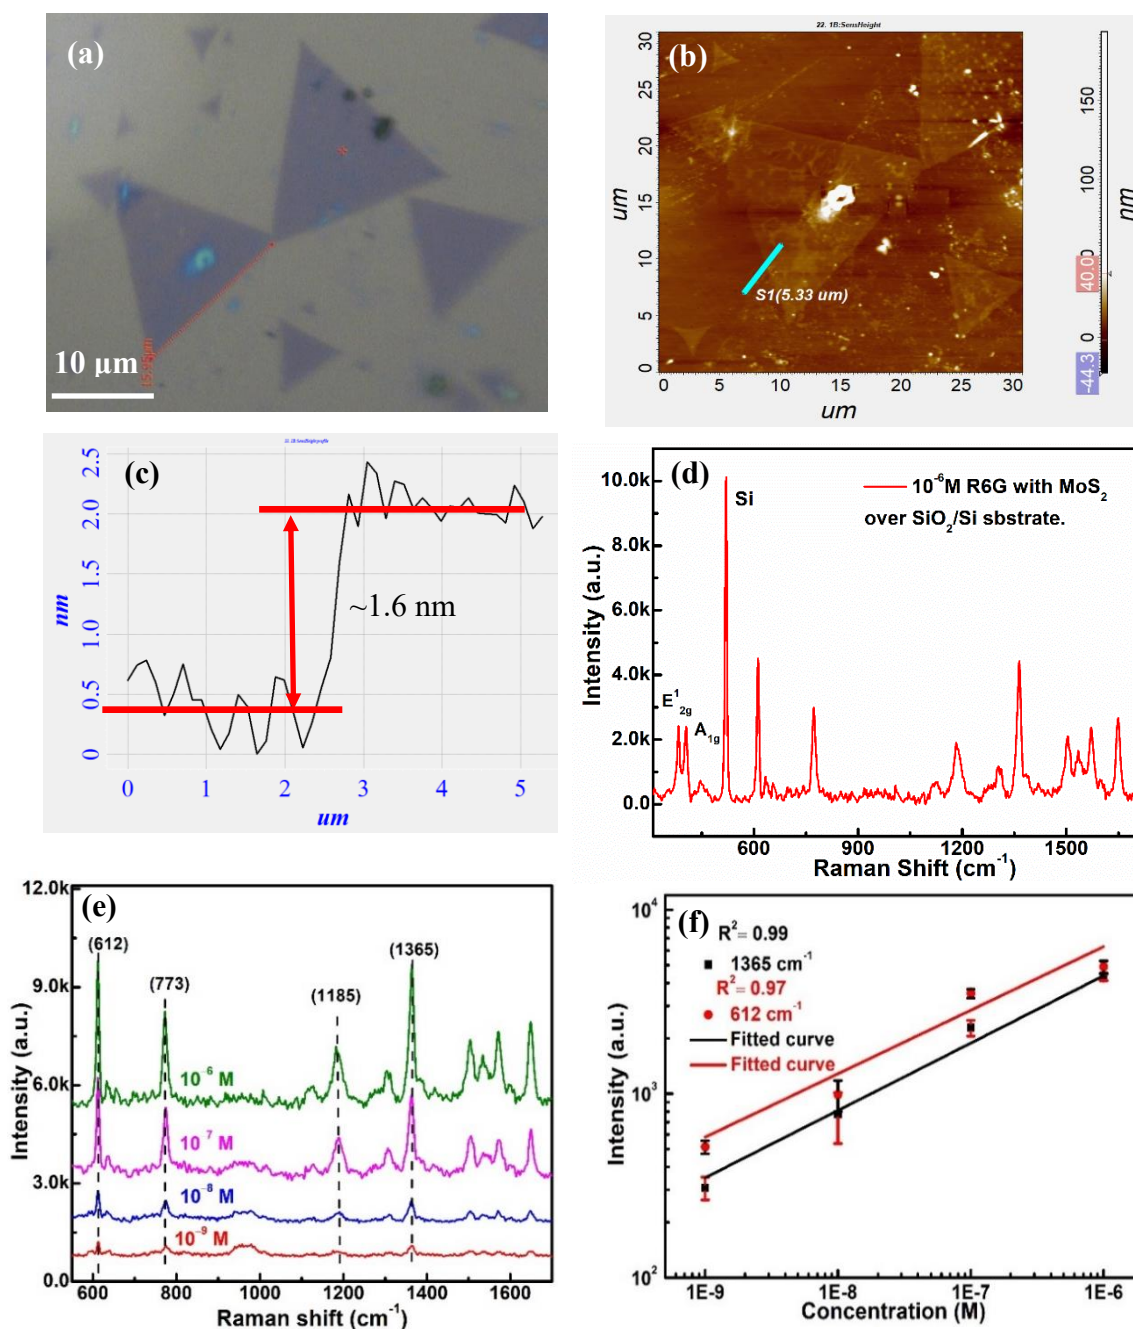 (a)
10 µm
15.95µm
22. 1B:SensHeight
(b)
30
25
20
15
10
5
0
um
0 5 10 15 20 25 30
um
S1(5.33 um)
150
100
40.00
0
-44.3
nm
(c)
2.5
2.0
1.5
1.0
0.5
0
nm
~1.6 nm
0 1 2 3 4 5
um
(d)
10.0k
8.0k
6.0k
4.0k
2.0k
0.0
Intensity (a.u.)
Si
10⁻⁶M R6G with MoS₂
over SiO₂/Si sbstrate.
E¹₂g
A₁g
600 900 1200 1500
Raman Shift (cm⁻¹)
(e)
12.0k
9.0k
6.0k
3.0k
0.0
Intensity (a.u.)
(612)
(773)
(1185)
(1365)
10⁻⁶ M
10⁻⁷ M
10⁻⁸ M
10⁻⁹ M
600 800 1000 1200 1400 1600
Raman shift (cm⁻¹)
(f)
10⁴
10³
10²
Intensity (a.u.)
R²= 0.99
1365 cm⁻¹
R²= 0.97
612 cm⁻¹
Fitted curve
Fitted curve
1E-9 1E-8 1E-7 1E-6
Concentration (M)